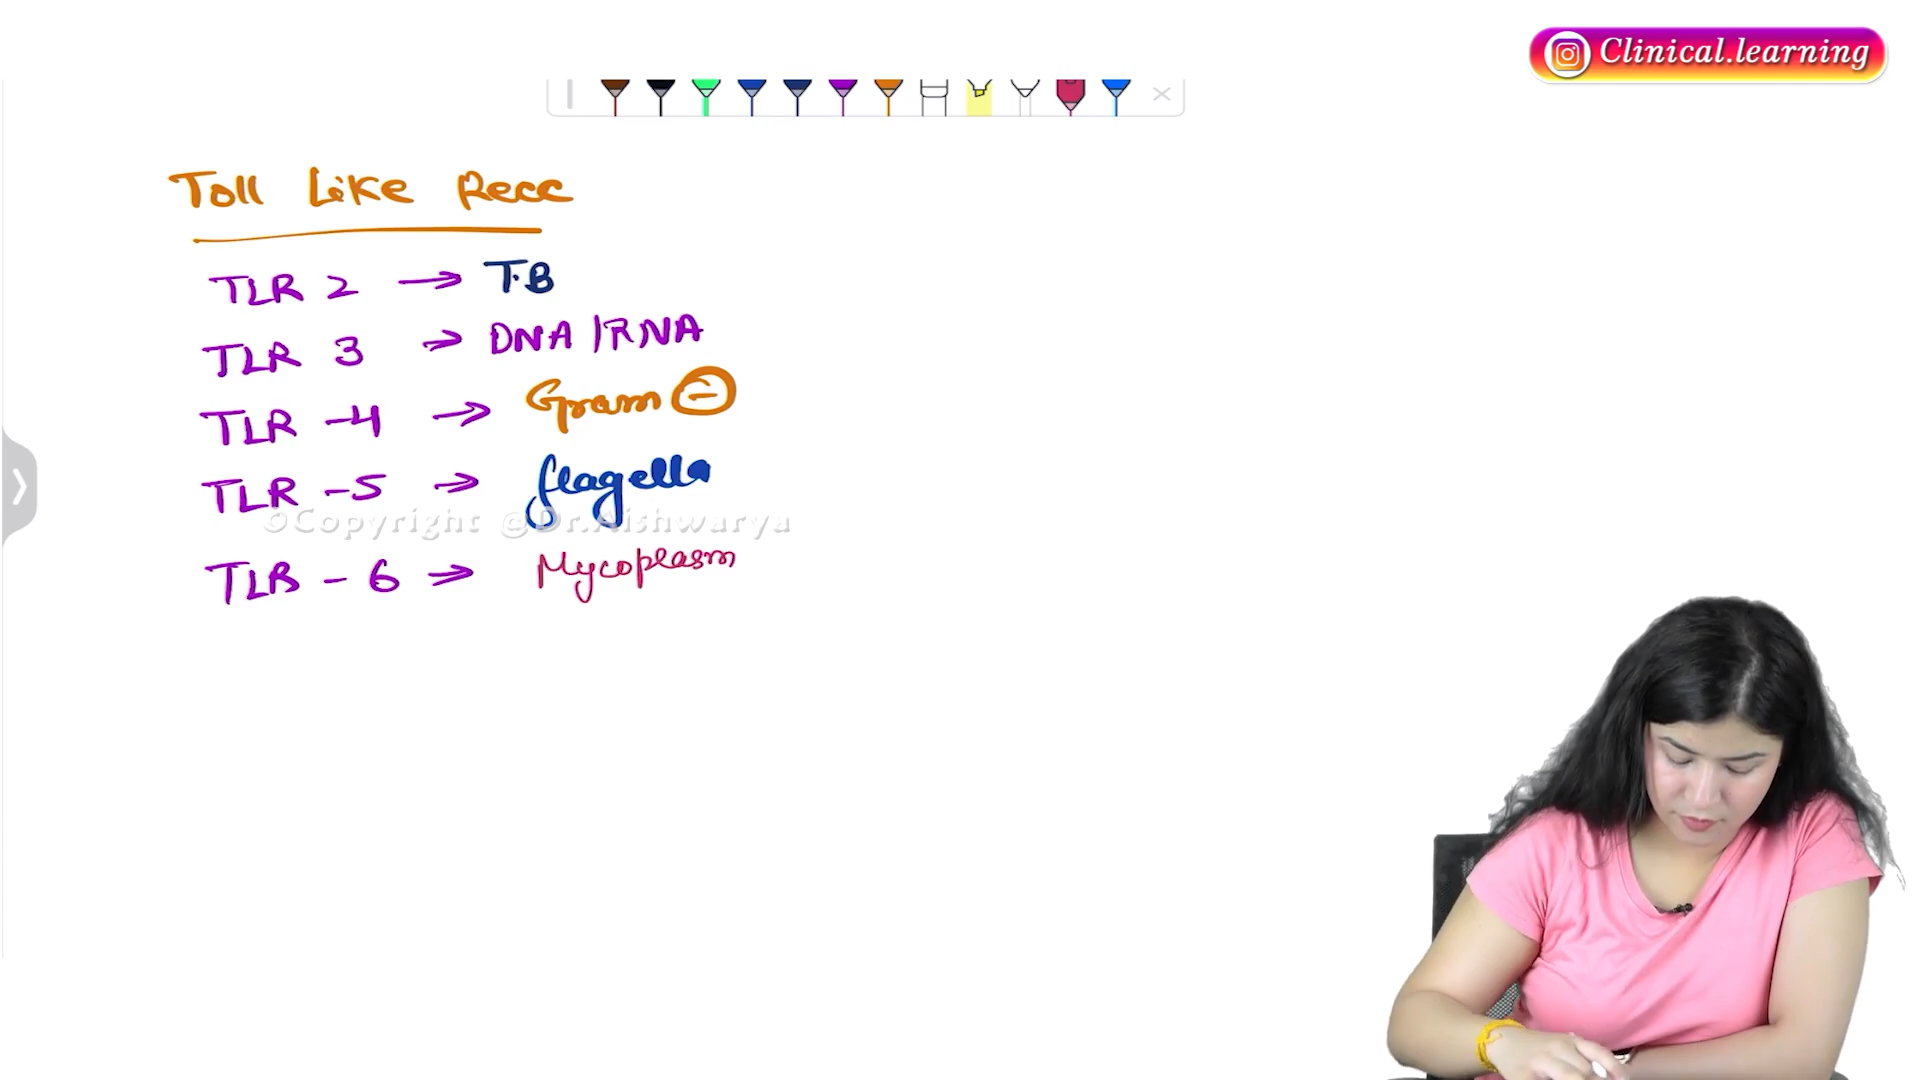 Clinical.learning
Toll Like Recc
TLR 2 → T.B
TLR 3 → DNA/RNA
TLR -4 → Gram ⊖
TLR -5 → flagella
©Copyright @Dr.Aishwarya
TLR - 6 → Mycoplasm